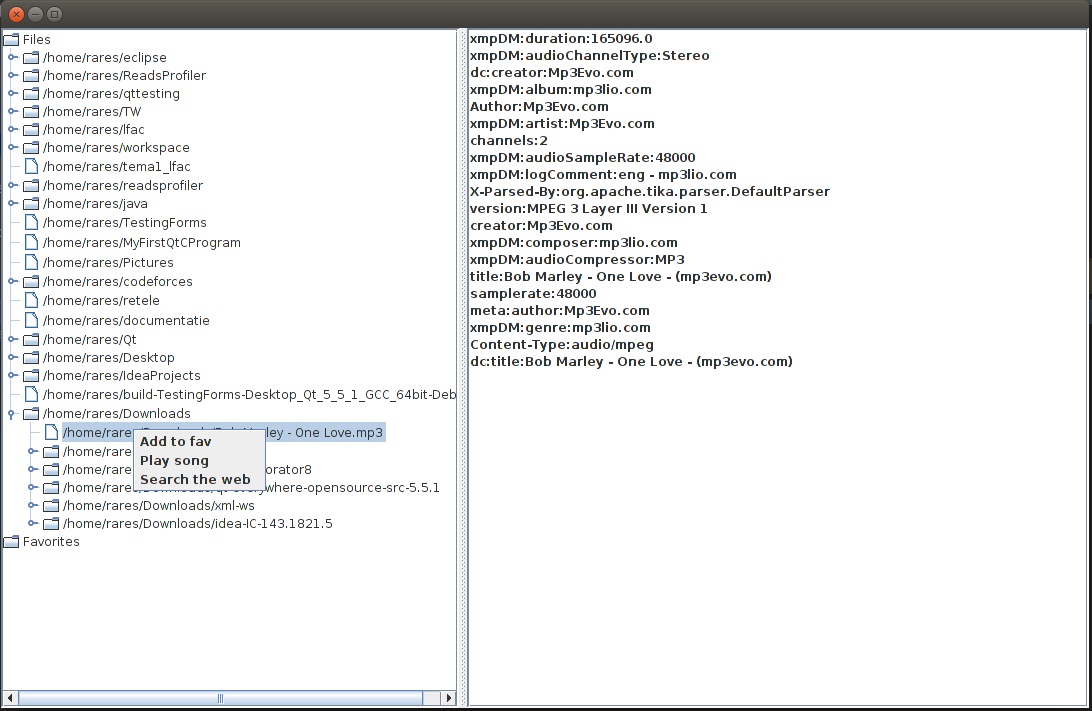 Files
/home/rares/eclipse
/home/rares/ReadsProfiler
/home/rares/qttesting
/home/rares/TW
/home/rares/lfac
/home/rares/workspace
/home/rares/tema1_lfac
/home/rares/readsprofiler
/home/rares/java
/home/rares/TestingForms
/home/rares/MyFirstQtCProgram
/home/rares/Pictures
/home/rares/codeforces
/home/rares/retele
/home/rares/documentatie
/home/rares/Qt
/home/rares/Desktop
/home/rares/IdeaProjects
/home/rares/build-TestingForms-Desktop_Qt_5_5_1_GCC_64bit-Deb
/home/rares/Downloads
ley - One Love.mp3
Add to fav
Play song
Search the web
/home/rare
/home/rare
orator8
/home/rares
where-opensource-src-5.5.1
/home/rares/Downloads/xml-ws
/home/rares/Downloads/idea-IC-143.1821.5
Favorites
xmpDM:duration:165096.0
xmpDM:audioChannelType:Stereo
dc:creator:Mp3Evo.com
xmpDM:album:mp3lio.com
Author:Mp3Evo.com
xmpDM:artist:Mp3Evo.com
channels:2
xmpDM:audioSampleRate:48000
xmpDM:logComment:eng - mp3lio.com
X-Parsed-By:org.apache.tika.parser.DefaultParser
version:MPEG 3 Layer III Version 1
creator:Mp3Evo.com
xmpDM:composer:mp3lio.com
xmpDM:audioCompressor:MP3
title:Bob Marley - One Love - (mp3evo.com)
samplerate:48000
meta:author:Mp3Evo.com
xmpDM:genre:mp3lio.com
Content-Type:audio/mpeg
dc:title:Bob Marley - One Love - (mp3evo.com)